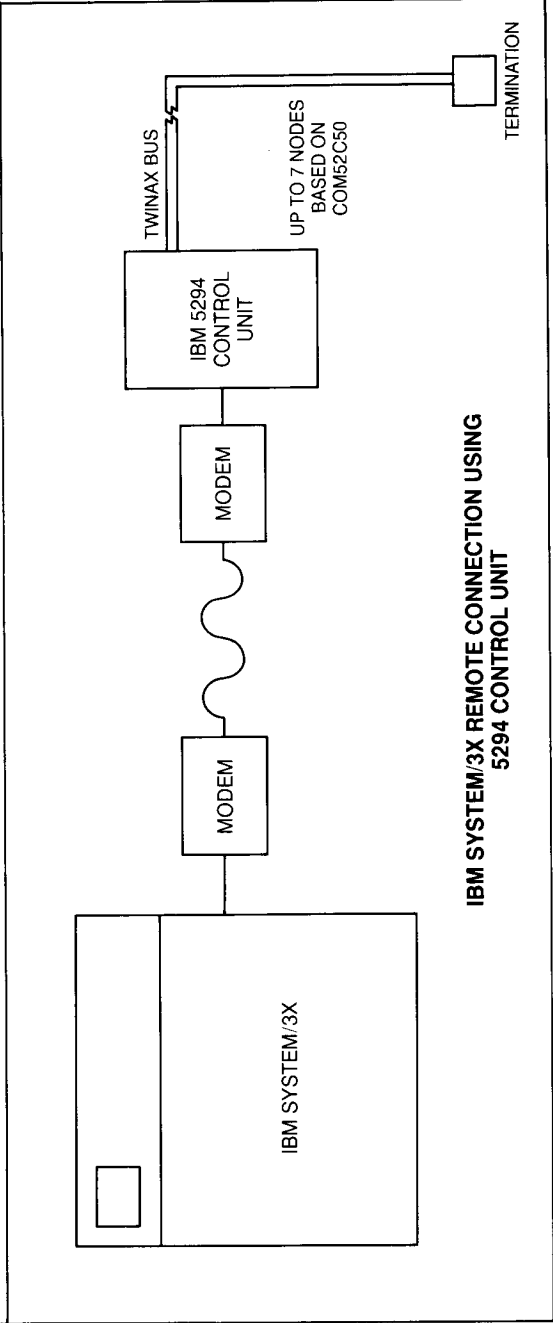 IBM SYSTEM/3X
MODEM
MODEM
IBM 5294
CONTROL
UNIT
TWINAX BUS
UP TO 7 NODES
BASED ON
COM52C50
TERMINATION
IBM SYSTEM/3X REMOTE CONNECTION USING
5294 CONTROL UNIT